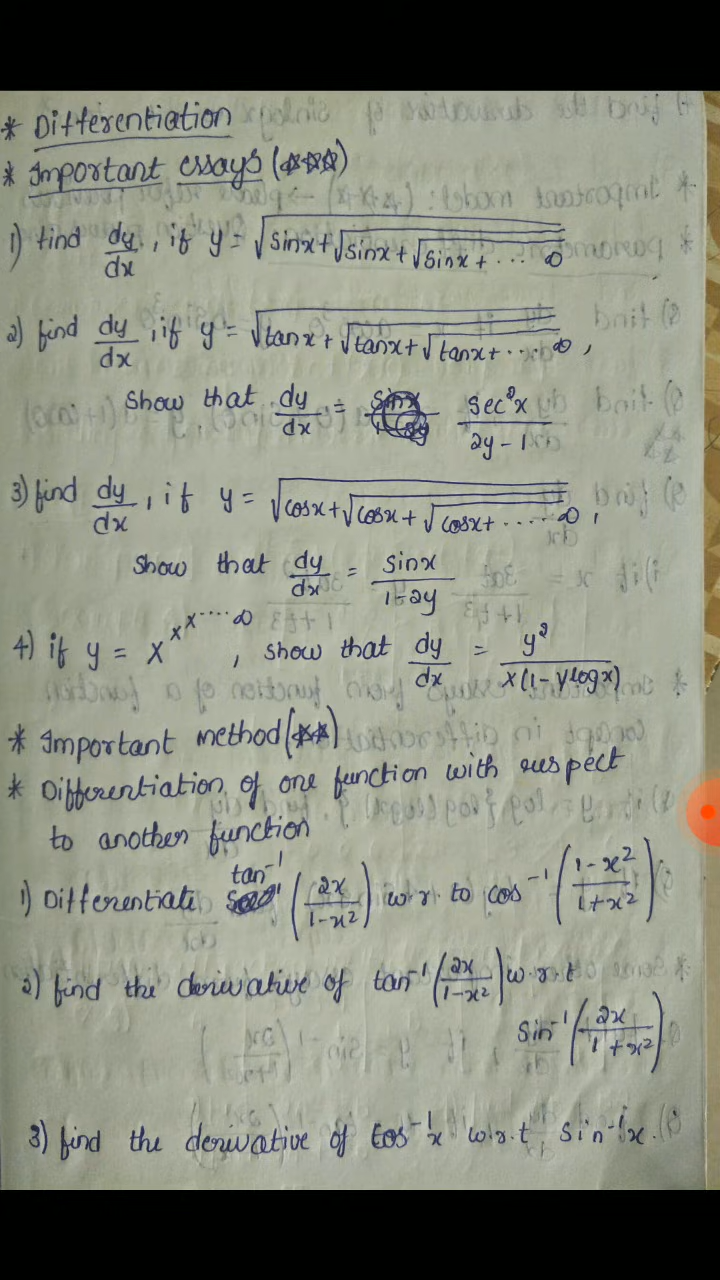 * Differentiation
* Important essays (☆☆☆)
1) find dy/dx, if y = √sinx+√sinx+√sinx+... ∞
2) find dy/dx, if y = √tanx+√tanx+√tanx+... ∞,
show that dy/dx = sec²x/2y-1
3) find dy/dx, if y = √cosx+√cosx+√cosx+...... ∞,
show that dy/dx = sinx/1-2y
4) if y = x^x^x....∞, show that dy/dx = y²/x(1-ylogx)
* Important method (☆☆)
* Differentiation of one function with suspect
to another function
1) Differentiate tan⁻¹(2x/1-x²) w.r. to cos⁻¹(1-x²/1+x²)
2) find the derivative of tan⁻¹(2x/1-x²) w.r.t
sin⁻¹(2x/1+x²)
3) find the derivative of cos⁻¹x w.r.t sin⁻¹x.